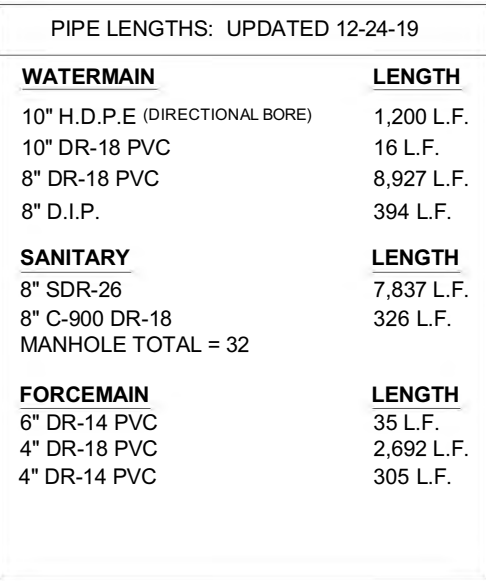 PIPE LENGTHS: UPDATED 12-24-19
WATERMAIN LENGTH
10" H.D.P.E (DIRECTIONAL BORE) 1,200 L.F.
10" DR-18 PVC 16 L.F.
8" DR-18 PVC 8,927 L.F.
8" D.I.P. 394 L.F.
SANITARY LENGTH
8" SDR-26 7,837 L.F.
8" C-900 DR-18 326 L.F.
MANHOLE TOTAL = 32
FORCEMAIN LENGTH
6" DR-14 PVC 35 L.F.
4" DR-18 PVC 2,692 L.F.
4" DR-14 PVC 305 L.F.